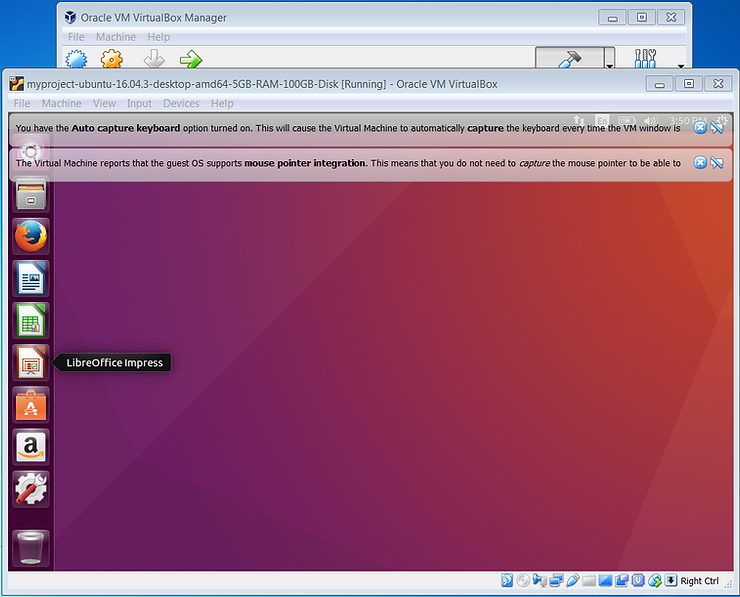 Oracle VM VirtualBox Manager
File Machine Help
myproject-ubuntu-16.04.3-desktop-amd64-5GB-RAM-100GB-Disk [Running] - Oracle VM VirtualBox
File Machine View Input Devices Help
En 3:50 PM
You have the Auto capture keyboard option turned on. This will cause the Virtual Machine to automatically capture the keyboard every time the VM window is
The Virtual Machine reports that the guest OS supports mouse pointer integration. This means that you do not need to capture the mouse pointer to be able to
LibreOffice Impress
A
a
Right Ctrl